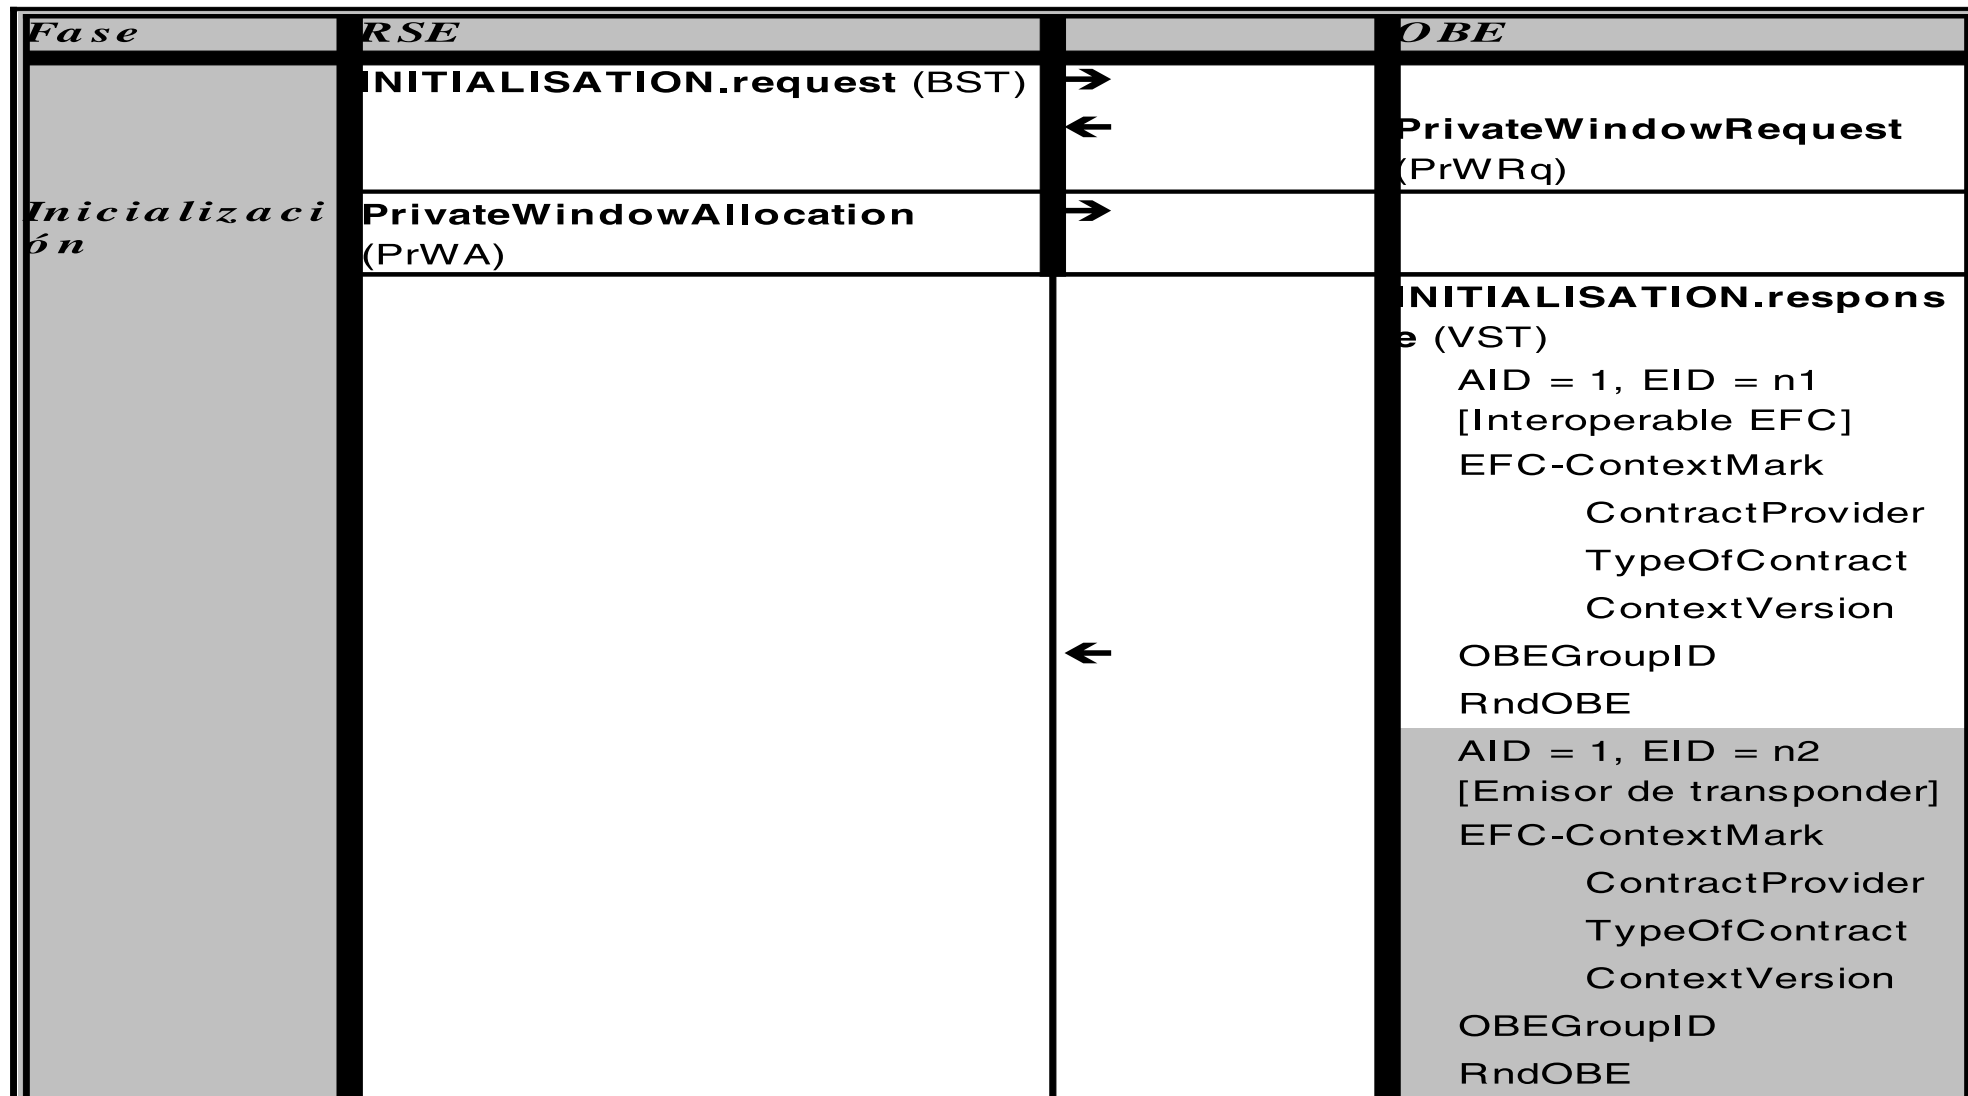 Fase RSE OBE
INITIALISATION.request (BST) →
← PrivateWindowRequest
(PrWRq)
Inicializaci
ón
PrivateWindowAllocation →
(PrWA)
INITIALISATION.respons
e (VST)
AID = 1, EID = n1
[Interoperable EFC]
EFC-ContextMark
ContractProvider
TypeOfContract
ContextVersion
← OBEGroupID
RndOBE
AID = 1, EID = n2
[Emisor de transponder]
EFC-ContextMark
ContractProvider
TypeOfContract
ContextVersion
OBEGroupID
RndOBE